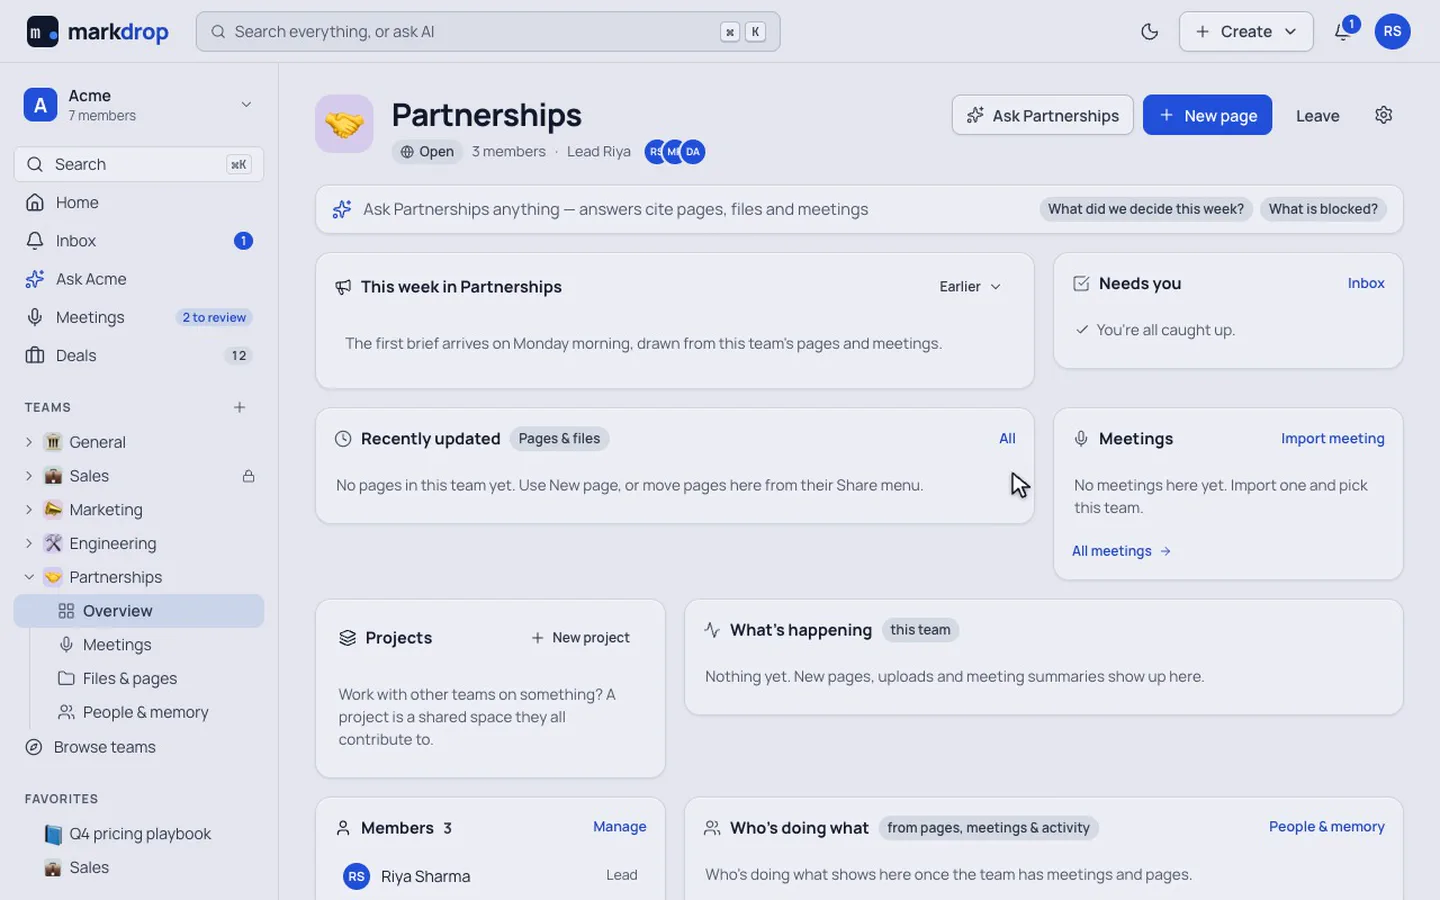 m.
markdrop
Search everything, or ask AI
⌘ K
Create
1
RS
A
Acme
7 members
Search
⌘K
Home
Inbox
1
Ask Acme
Meetings
2 to review
Deals
12
TEAMS
General
Sales
Marketing
Engineering
Partnerships
Overview
Meetings
Files & pages
People & memory
Browse teams
FAVORITES
Q4 pricing playbook
Sales
Partnerships
Open
3 members · Lead Riya
RS
DA
Ask Partnerships
New page
Leave
Ask Partnerships anything — answers cite pages, files and meetings
What did we decide this week?
What is blocked?
This week in Partnerships
Earlier
The first brief arrives on Monday morning, drawn from this team's pages and meetings.
Needs you
Inbox
You're all caught up.
Recently updated
Pages & files
All
No pages in this team yet. Use New page, or move pages here from their Share menu.
Meetings
Import meeting
No meetings here yet. Import one and pick
this team.
All meetings →
Projects
New project
Work with other teams on something? A
project is a shared space they all
contribute to.
What's happening
this team
Nothing yet. New pages, uploads and meeting summaries show up here.
Members 3
Manage
RS
Riya Sharma
Lead
Who's doing what
from pages, meetings & activity
People & memory
Who's doing what shows here once the team has meetings and pages.